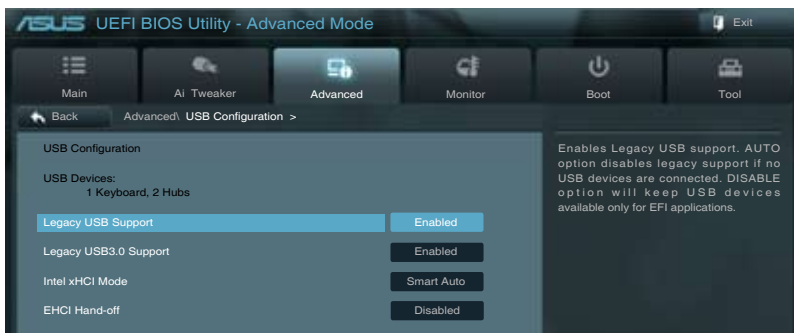 ASUS UEFI BIOS Utility - Advanced Mode
Exit
Main
Ai Tweaker
Advanced
Monitor
Boot
Tool
Back
Advanced\ USB Configuration >
USB Configuration
USB Devices:
1 Keyboard, 2 Hubs
Legacy USB Support Enabled
Legacy USB3.0 Support Enabled
Intel xHCI Mode Smart Auto
EHCI Hand-off Disabled
Enables Legacy USB support. AUTO
option disables legacy support if no
USB devices are connected. DISABLE
option will keep USB devices
available only for EFI applications.